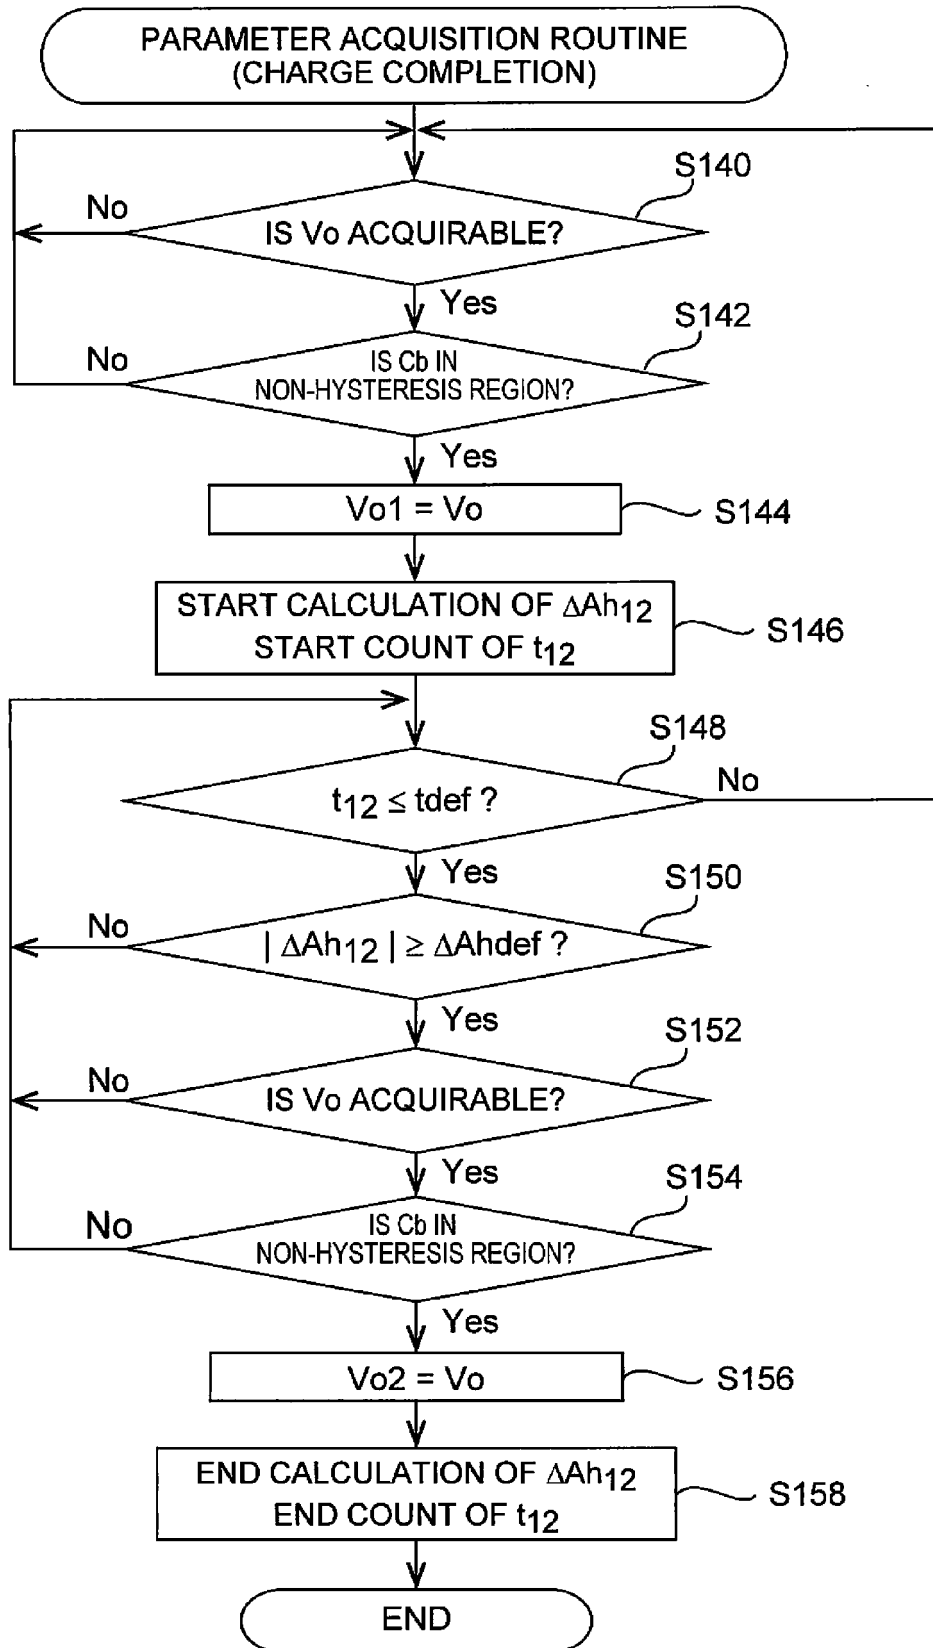 PARAMETER ACQUISITION ROUTINE
(CHARGE COMPLETION)
S140
No
IS Vo ACQUIRABLE?
Yes
S142
No
IS Cb IN
NON-HYSTERESIS REGION?
Yes
Vo1 = Vo
S144
START CALCULATION OF ΔAh12
START COUNT OF t12
S146
S148
t12 ≤ tdef ?
No
Yes
S150
No
| ΔAh12 | ≥ ΔAhdef ?
Yes
S152
No
IS Vo ACQUIRABLE?
Yes
S154
No
IS Cb IN
NON-HYSTERESIS REGION?
Yes
Vo2 = Vo
S156
END CALCULATION OF ΔAh12
END COUNT OF t12
S158
END